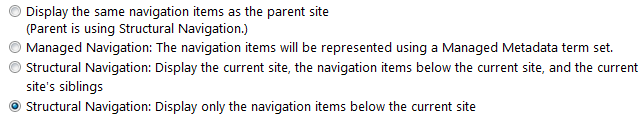 Display the same navigation items as the parent site
(Parent is using Structural Navigation.)
Managed Navigation: The navigation items will be represented using a Managed Metadata term set.
Structural Navigation: Display the current site, the navigation items below the current site, and the current
site's siblings
Structural Navigation: Display only the navigation items below the current site